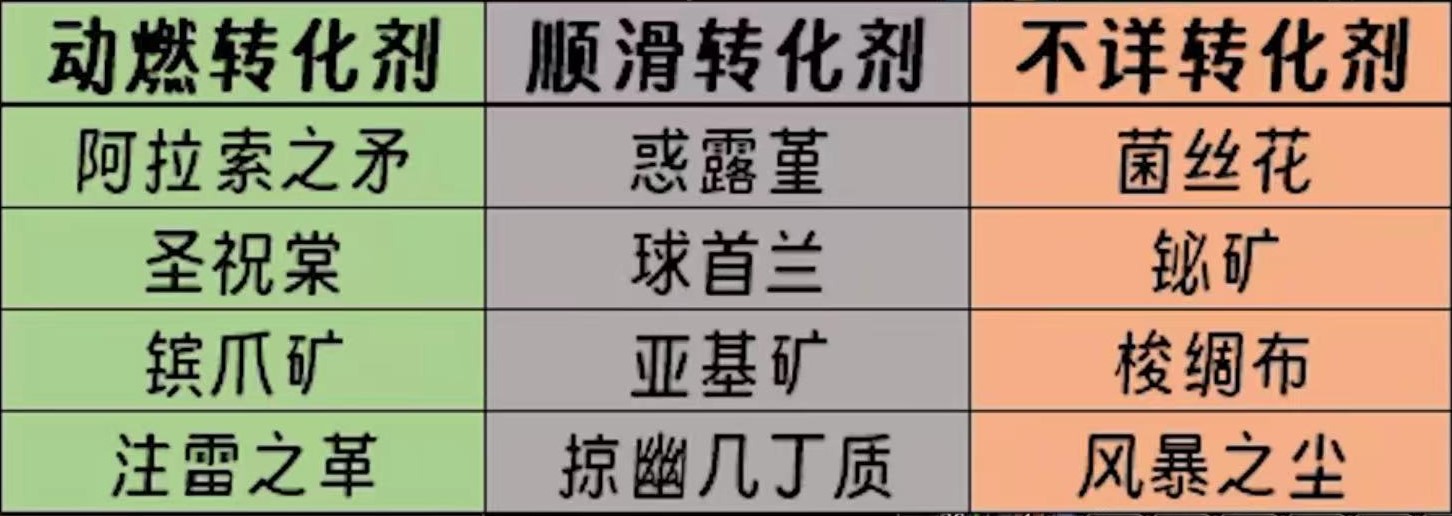 动燃转化剂 顺滑转化剂 不详转化剂
阿拉索之矛 惑露堇 菌丝花
圣祝棠 球首兰 铋矿
镔爪矿 亚基矿 梭绸布
注雷之革 掠幽几丁质 风暴之尘